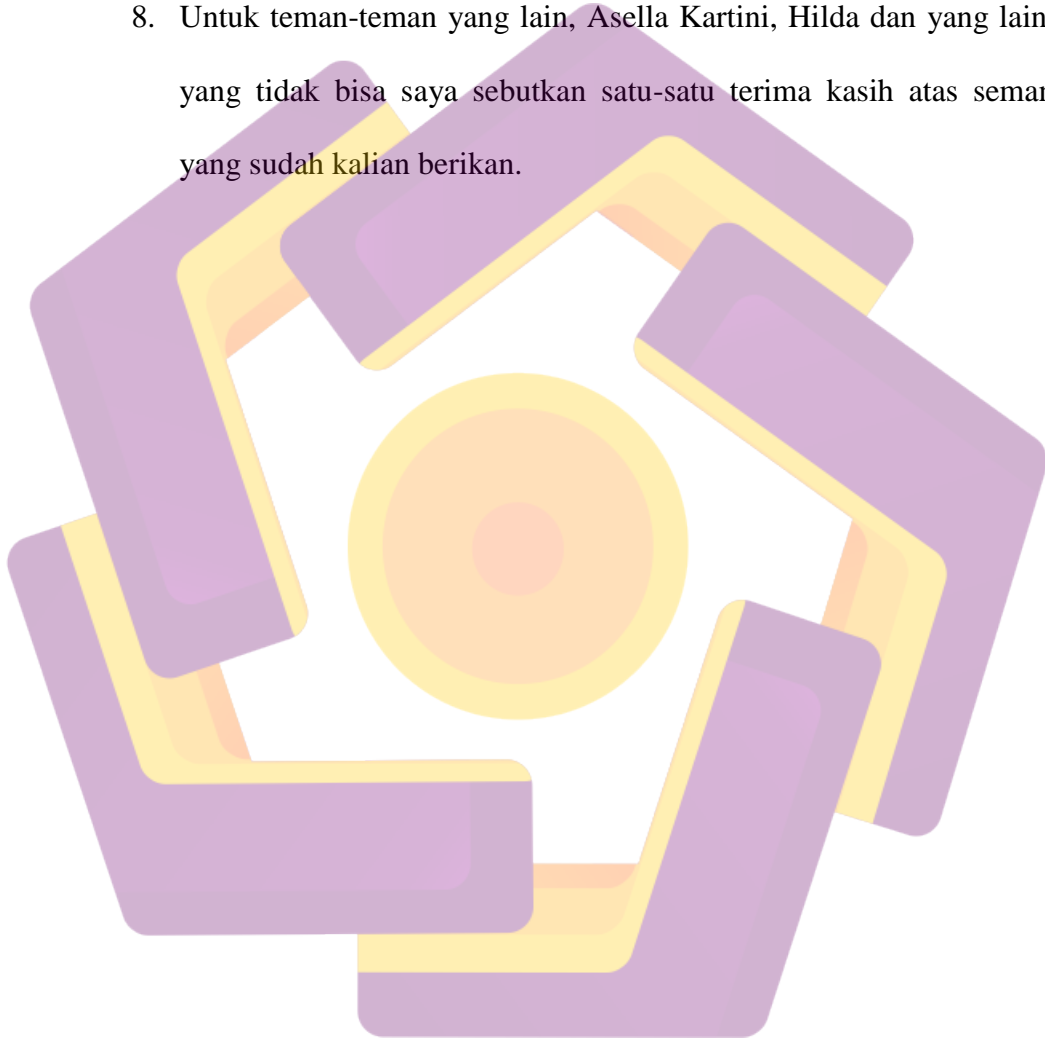 8. Untuk teman-teman yang lain, Asella Kartini, Hilda dan yang lain
yang tidak bisa saya sebutkan satu-satu terima kasih atas
yang sudah kalian berikan.